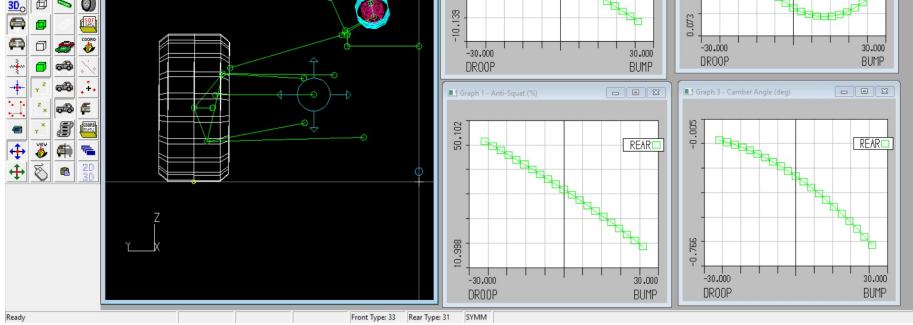 3D
-10.139
-30.000
30.000
DROOP
BUMP
0.073
-30.000
30.000
DROOP
BUMP
COORD
Graph 1 - Anti-Squat (%)
50.102
10.998
REAR
-30.000
30.000
DROOP
BUMP
Graph 3 - Camber Angle (deg)
-0.005
-0.766
REAR
-30.000
30.000
DROOP
BUMP
VIEW
2D
3D
Z
Y
X
Ready
Front Type: 33
Rear Type: 31
SYMM